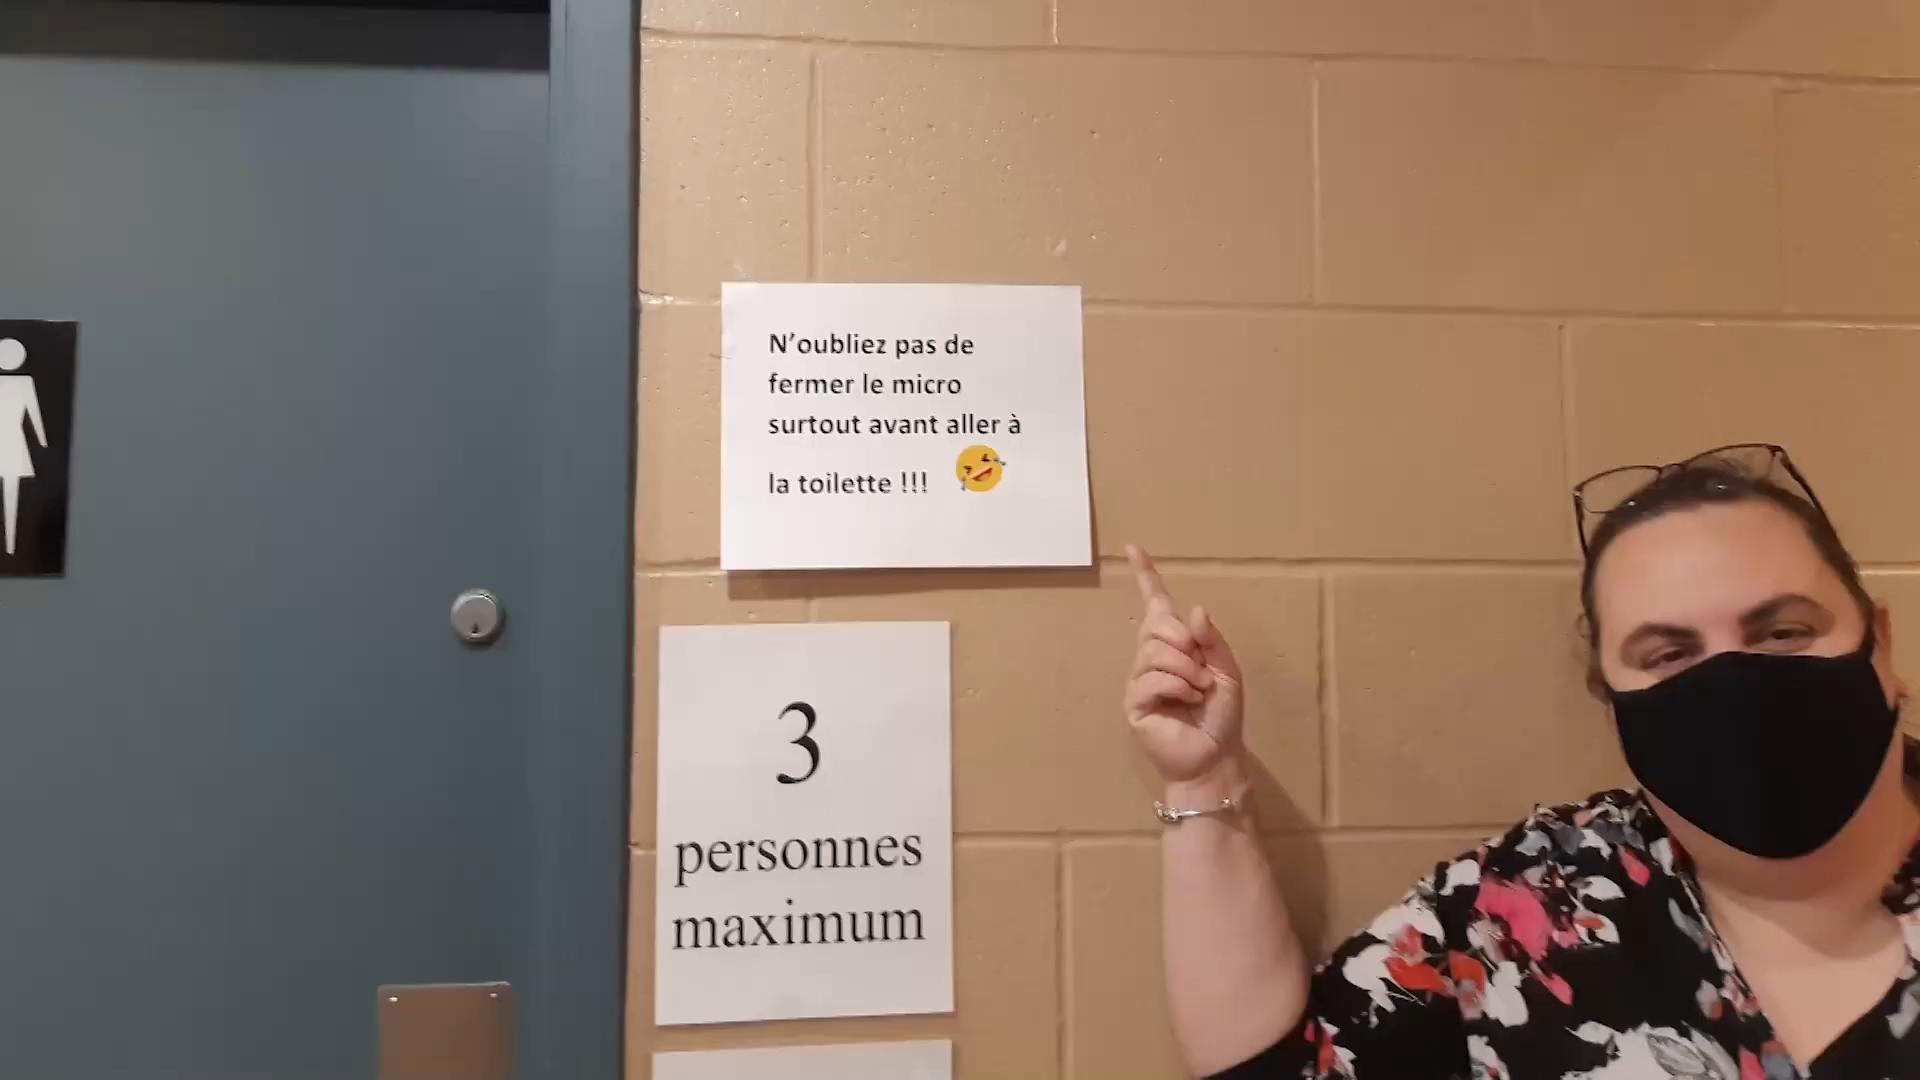 N'oubliez pas de
fermer le micro
surtout avant aller à
la toilette !!! 🤣
3
personnes
maximum